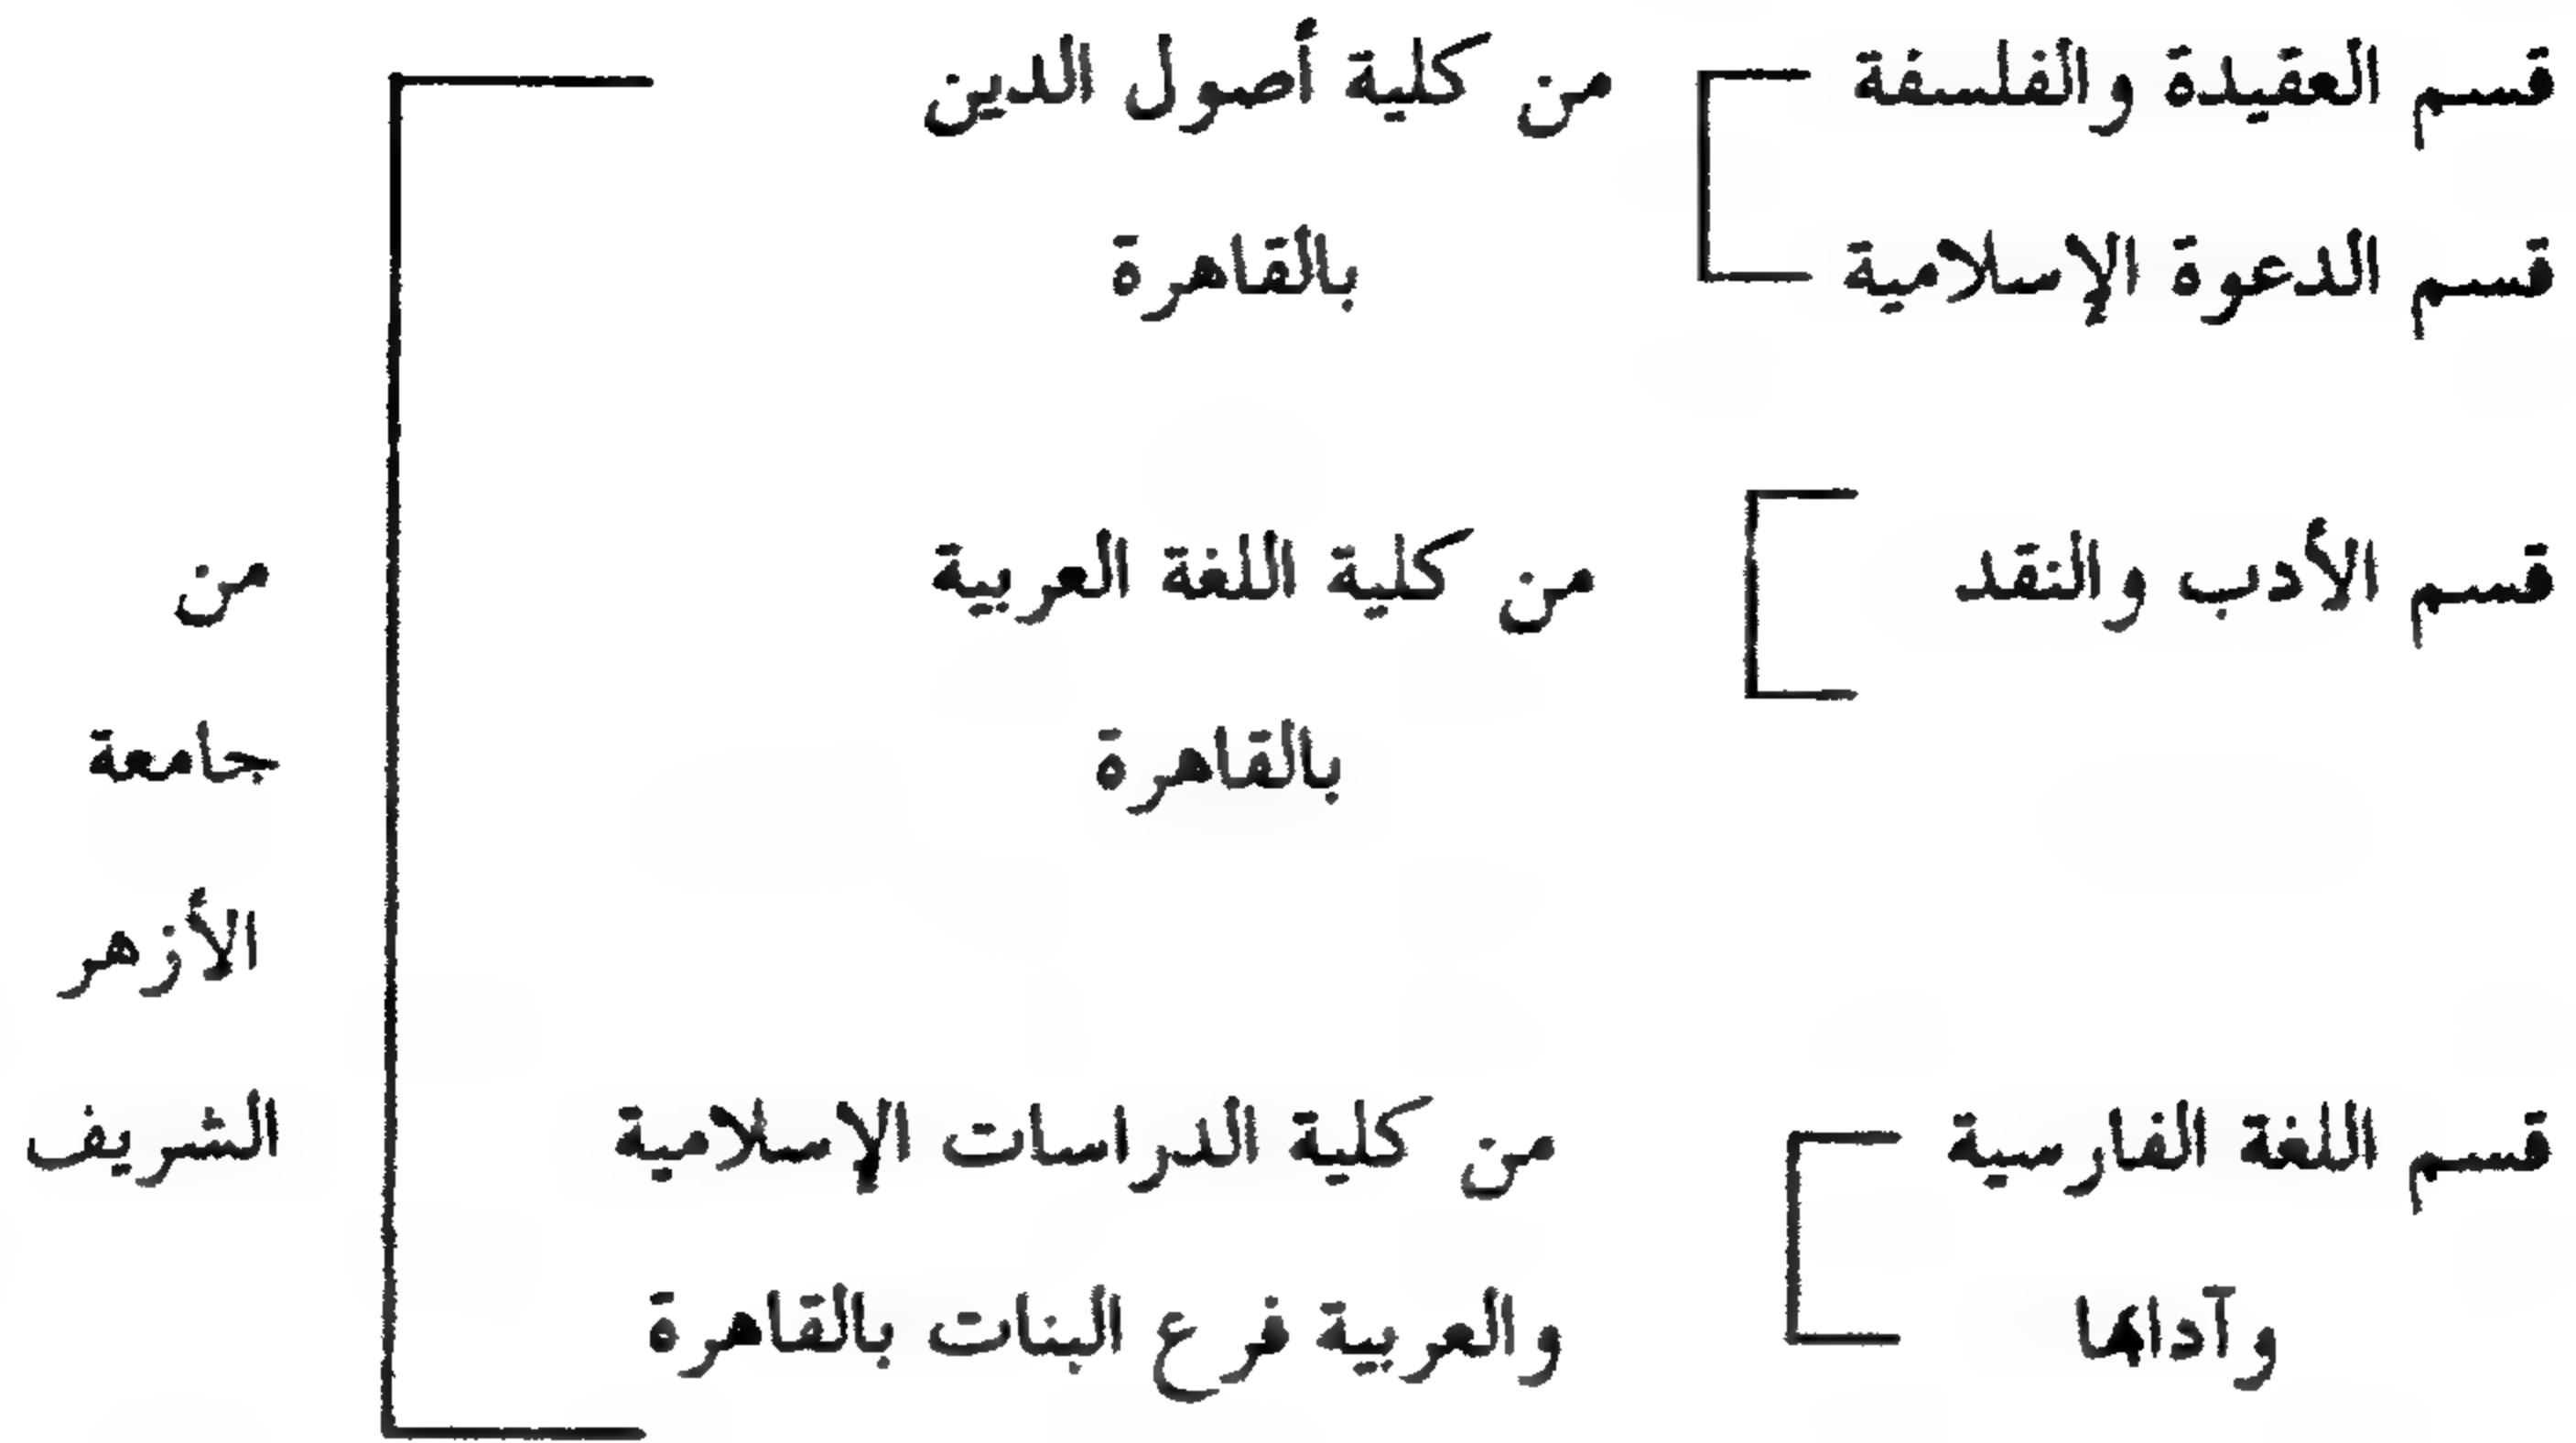 قسم العقيدة والفلسفة
قسم الدعوة الإسلامية
من كلية أصول الدين
بالقاهرة
قسم الأدب والنقد
من كلية اللغة العربية
بالقاهرة
قسم اللغة الفارسية
وآدابها
من كلية الدراسات الإسلامية
والعربية فرع البنات بالقاهرة
من
جامعة
الأزهر
الشريف